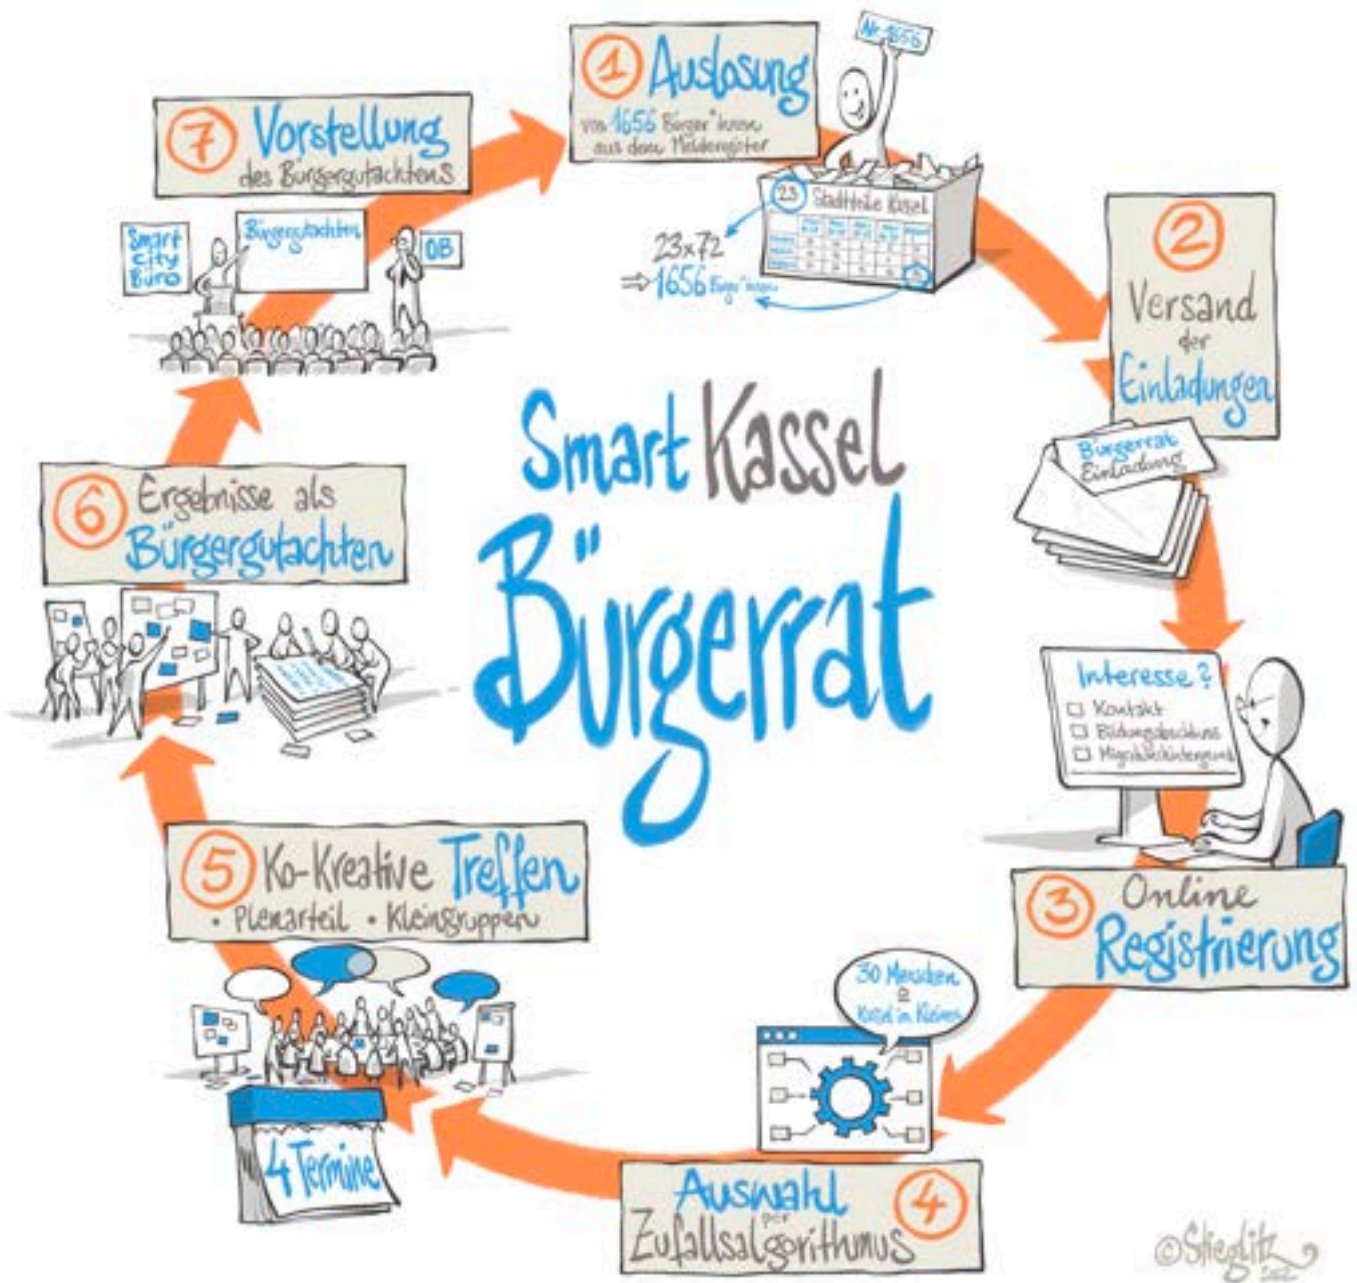 Smart Kassel
Bürgerrat
1 Auslosung
von 1656 Bürger*innen
aus dem Melderegister
Nr. 1656
23 Stadtteile Kassel
23x72
⇒ 1656 Bürger*innen
2
Versand
der
Einladungen
Bürgerrat
Einladung
Interesse?
Kontakt
Bildungsabschluss
Migrationshintergrund
3 Online
Registrierung
30 Menschen
≙
Kassel im Kleinen
Auswahl 4
per
Zufallsalgorithmus
5 Ko-Kreative Treffen
• Plenarteil • Kleingruppen
4 Termine
6 Ergebnisse als
Bürgergutachten
7 Vorstellung
des Bürgergutachtens
Smart
City
Büro
Bürgergutachten
OB
©Stieglitz